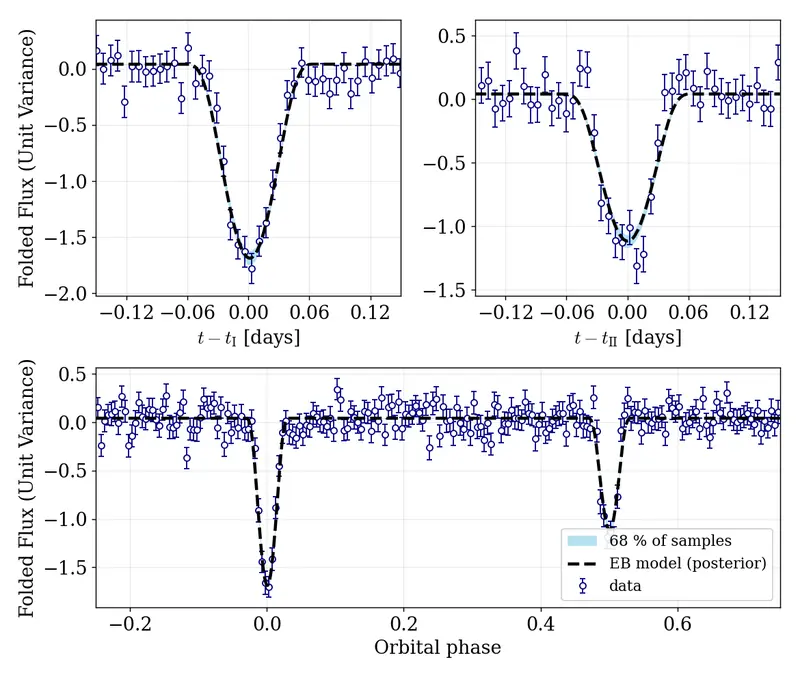 Folded Flux (Unit Variance)
0.0
−0.5
−1.0
−1.5
−2.0
−0.12 −0.06 0.00 0.06 0.12
t − t_I [days]
0.5
0.0
−0.5
−1.0
−1.5
−0.12 −0.06 0.00 0.06 0.12
t − t_II [days]
Folded Flux (Unit Variance)
0.5
0.0
−0.5
−1.0
−1.5
−0.2 0.0 0.2 0.4 0.6
Orbital phase
68 % of samples
EB model (posterior)
data